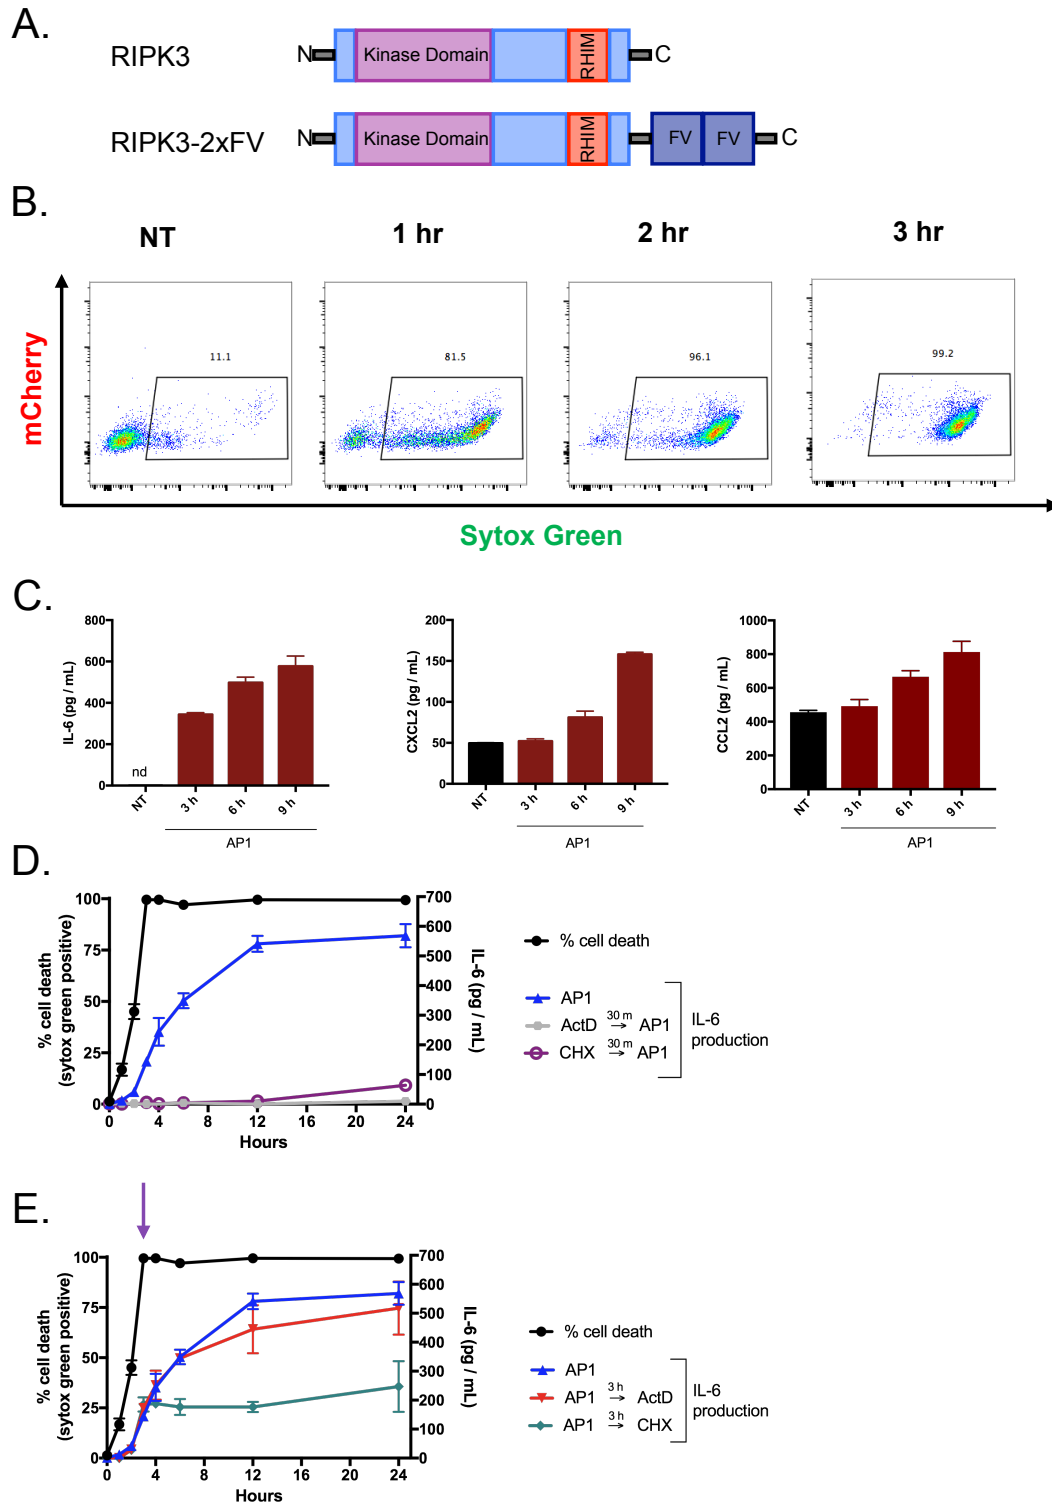 A.
RIPK3
N
Kinase Domain
RHIM
C
RIPK3-2xFV
N
Kinase Domain
RHIM
FV
FV
C
B.
NT
1 hr
2 hr
3 hr
mCherry
11.1
81.5
96.1
99.2
Sytox Green
C.
IL-6 (pg / mL)
800
600
400
200
0
nd
NT
3 h
6 h
9 h
AP1
CXCL2 (pg / mL)
200
150
100
50
0
NT
3 h
6 h
9 h
AP1
CCL2 (pg / mL)
1000
800
600
400
200
0
NT
3 h
6 h
9 h
AP1
D.
% cell death
(sytox green positive)
100
75
50
25
0
0 4 8 12 16 20 24
Hours
700
600
500
400
300
200
100
0
IL-6 (pg / mL)
% cell death
AP1
ActD 30 m → AP1
CHX 30 m → AP1
IL-6
production
E.
% cell death
(sytox green positive)
100
75
50
25
0
0 4 8 12 16 20 24
Hours
700
600
500
400
300
200
100
0
IL-6 (pg / mL)
% cell death
AP1
AP1 3 h → ActD
AP1 3 h → CHX
IL-6
production